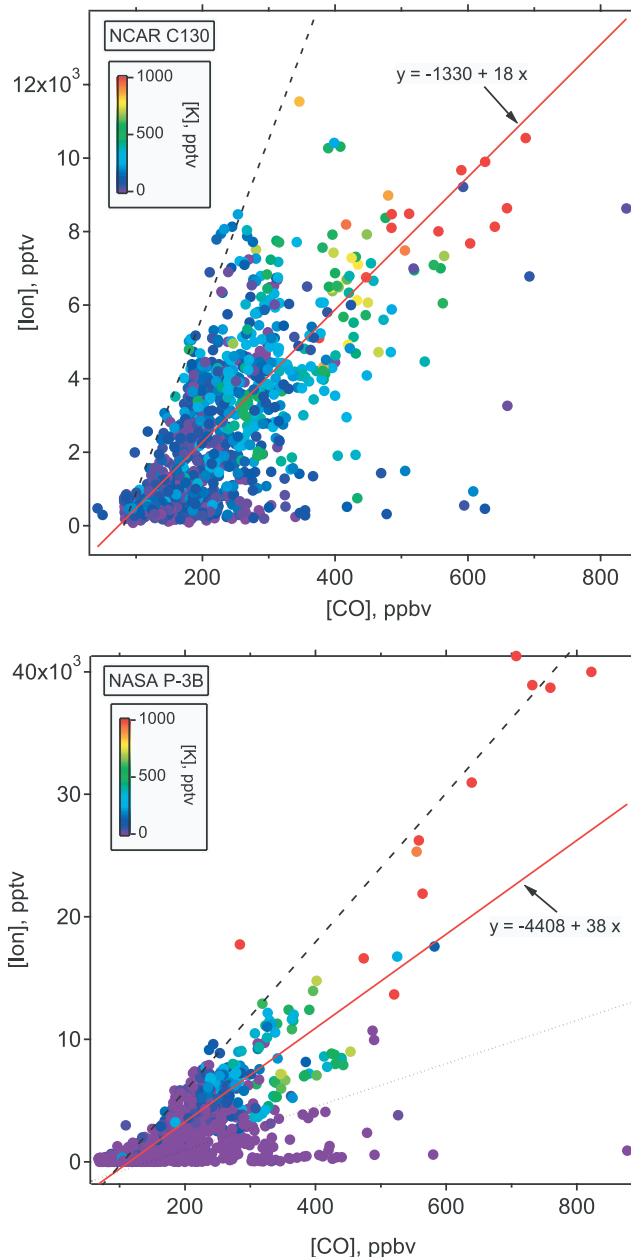 NCAR C130
1000
500
0
[K], pptv
y = -1330 + 18 x
12x10³
10
8
6
4
2
0
[Ion], pptv
200
400
600
800
[CO], ppbv
NASA P-3B
1000
500
0
[K], pptv
40x10³
30
20
10
0
[Ion], pptv
y = -4408 + 38 x
200
400
600
800
[CO], ppbv